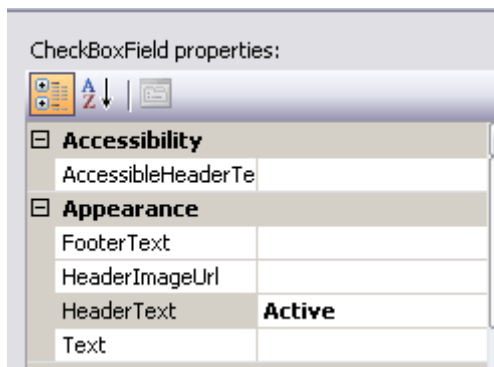 CheckBoxField properties:
A
Z
Accessibility
AccessibleHeaderTe
Appearance
FooterText
HeaderImageUrl
HeaderText Active
Text